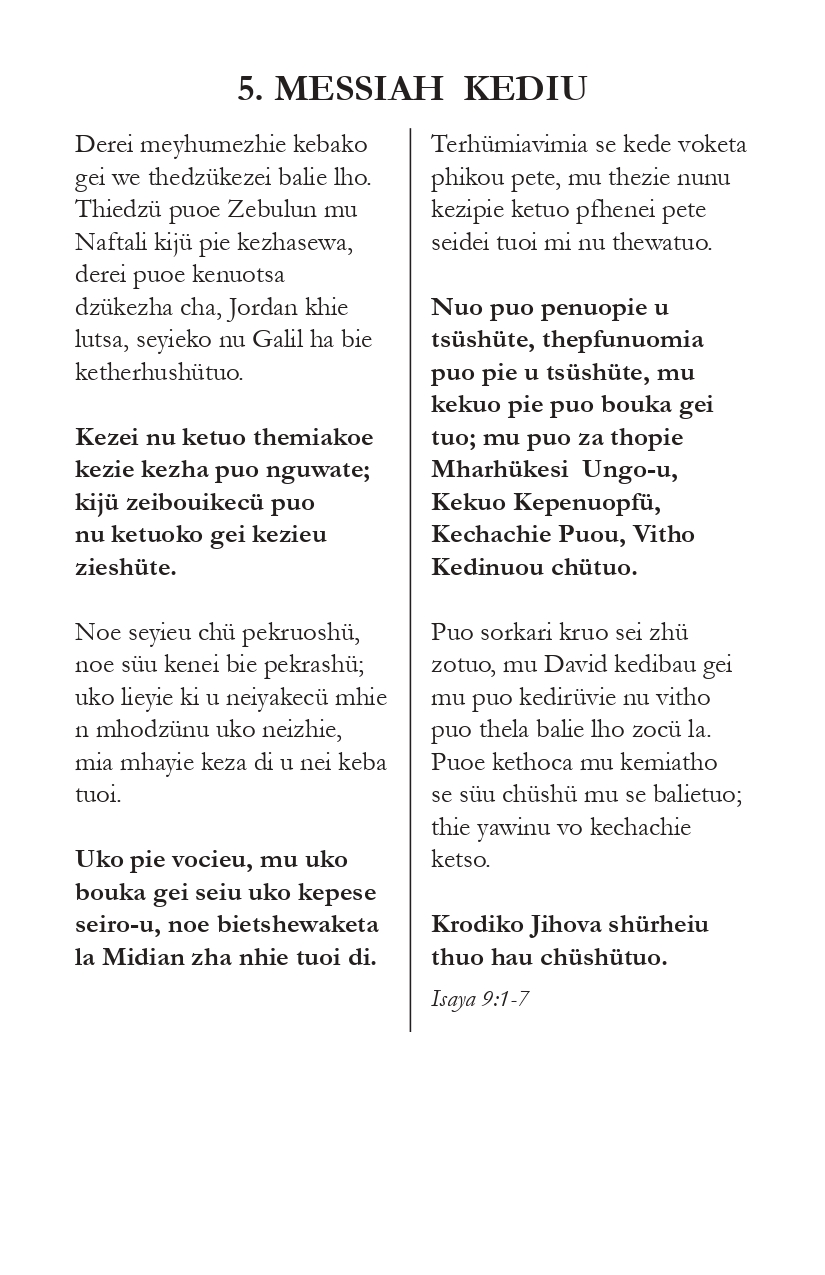 5. MESSIAH KEDIU
Derei meyhumezhie kebako
gei we thedzükezei balie lho.
Thiedzü puoe Zebulun mu
Naftali kijü pie kezhasewa,
derei puoe kenuotsa
dzükezha cha, Jordan khie
lutsa, seyieko nu Galil ha bie
ketherhushütuo.
Kezei nu ketuo themiakoe
kezie kezha puo nguwate;
kijü zeibouikecü puo
nu ketuoko gei kezieu
zieshüte.
Noe seyieu chü pekruoshü,
noe süu kenei bie pekrashü;
uko lieyie ki u neiyakecü mhie
n mhodzünu uko neizhie,
mia mhayie keza di u nei keba
tuoi.
Uko pie vocieu, mu uko
bouka gei seiu uko kepese
seiro-u, noe bietshewaketa
la Midian zha nhie tuoi di.
Terhümiavimia se kede voketa
phikou pete, mu thezie nunu
kezipie ketuo pfhenei pete
seidei tuoi mi nu thewatuo.
Nuo puo penuopie u
tsüshüte, thepfunuomia
puo pie u tsüshüte, mu
kekuo pie puo bouka gei
tuo; mu puo za thopie
Mharhükesi Ungo-u,
Kekuo Kepenuopfü,
Kechachie Puou, Vitho
Kedinuou chütuo.
Puo sorkari kruo sei zhü
zotuo, mu David kedibau gei
mu puo kedirüvie nu vitho
puo thela balie lho zocü la.
Puoe kethoca mu kemiatho
se süu chüshü mu se balietuo;
thie yawinu vo kechachie
ketso.
Krodiko Jihova shürheiu
thuo hau chüshütuo.
Isaya 9:1-7